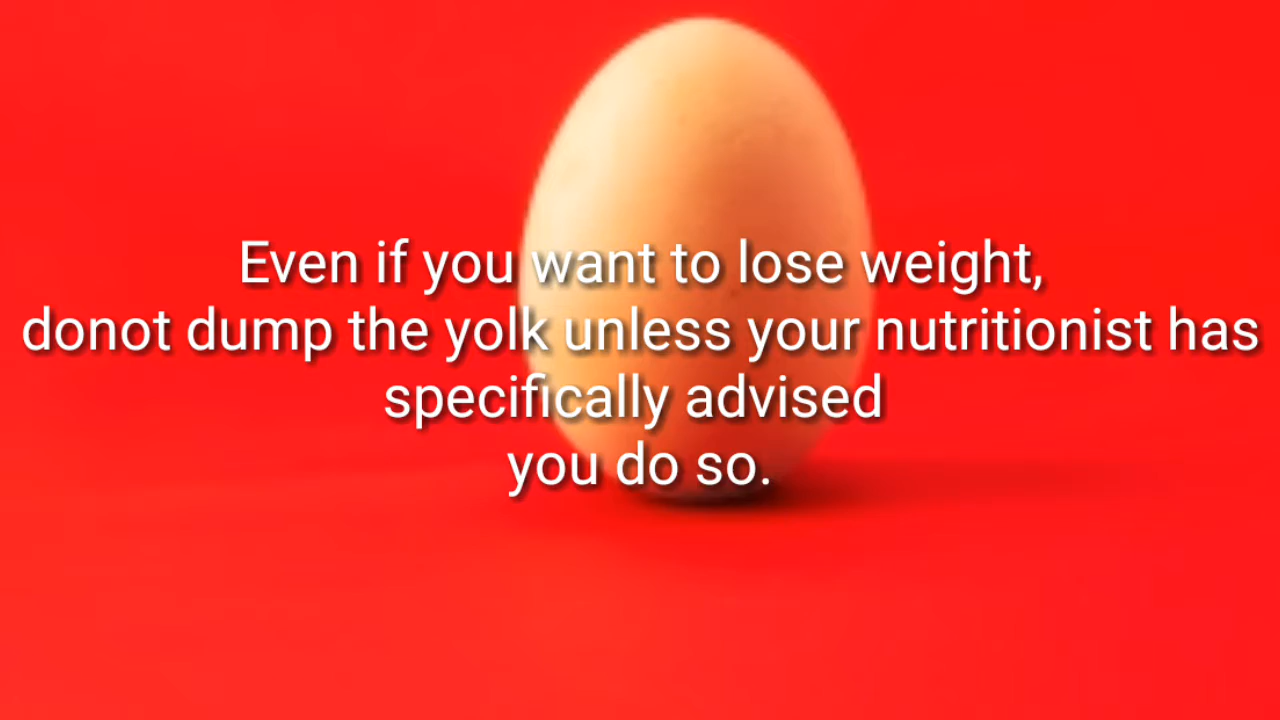 Even if you want to lose weight,
donot dump the yolk unless your nutritionist has
specifically advised
you do so.